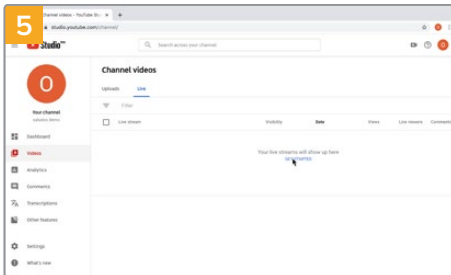 5
Channel videos - YouTube Stu
studio.youtube.com/channel/
Studio
Search across your channel
O
O
Channel videos
Uploads Live
Filter
Live stream Visibility Date Views Live viewers Comments
Your live streams will show up here
GET STARTED
O
Your channel
Dashboard
Videos
Analytics
Comments
Transcriptions
Other features
Settings
What's new